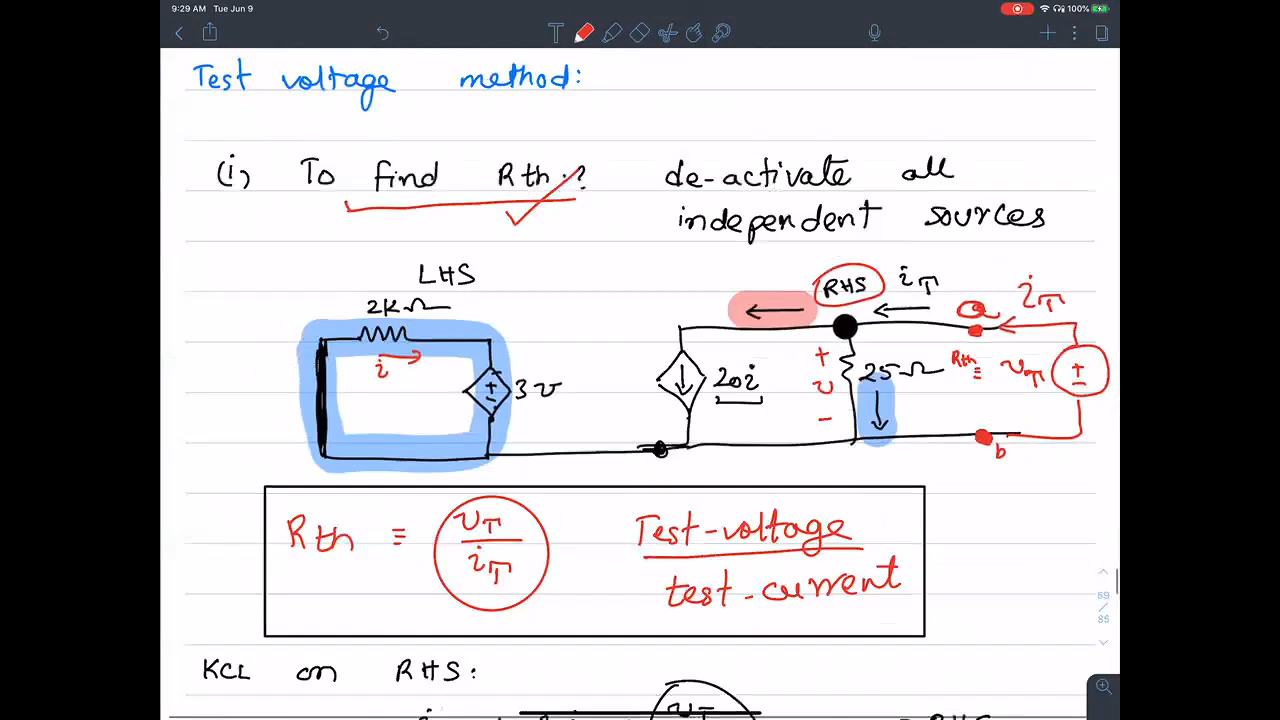 9:29 AM Tue Jun 9
100%
T
Test voltage method:
(i) To find Rth.? de-activate all
independent sources
LHS
RHS
iT
iT
2KΩ
a
i
+
-
3v
20i
+
v
-
25Ω
Rth
≡
vT
+
-
b
Rth ≡ vT Test-voltage
iT test-current
69
/
85
KCL on RHS: